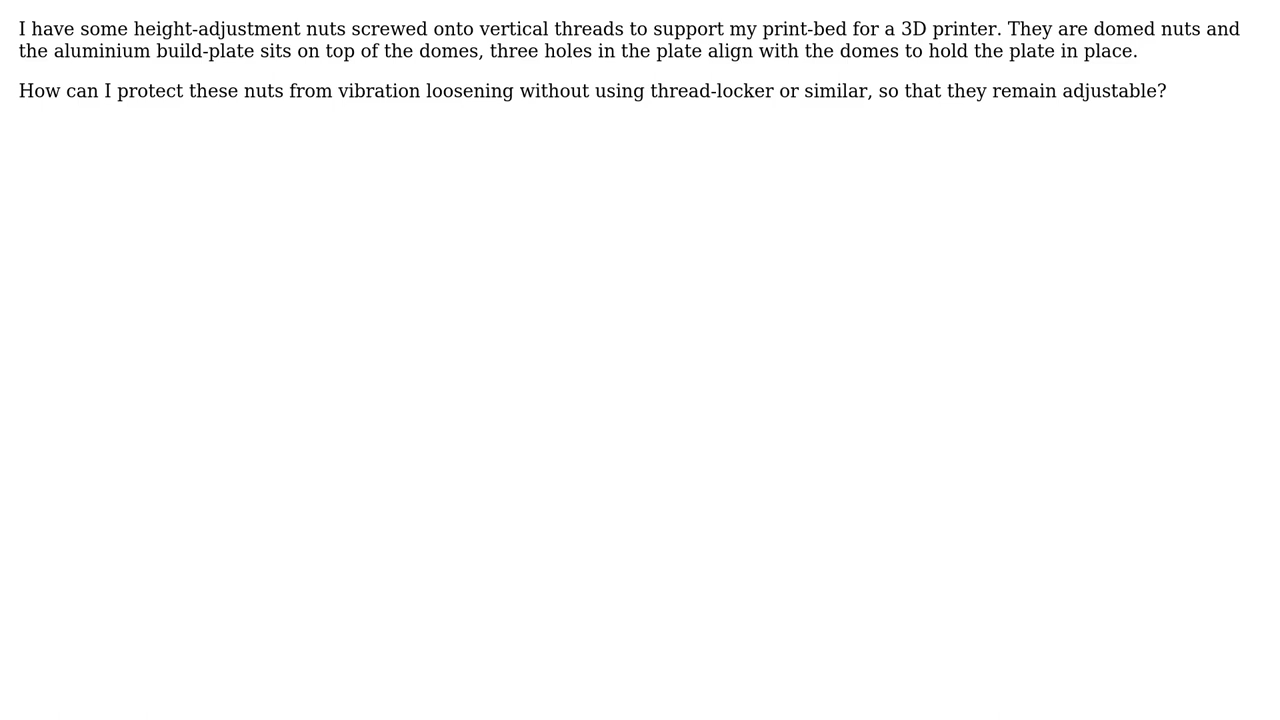 I have some height-adjustment nuts screwed onto vertical threads to support my print-bed for a 3D printer. They are domed nuts and
the aluminium build-plate sits on top of the domes, three holes in the plate align with the domes to hold the plate in place.
How can I protect these nuts from vibration loosening without using thread-locker or similar, so that they remain adjustable?